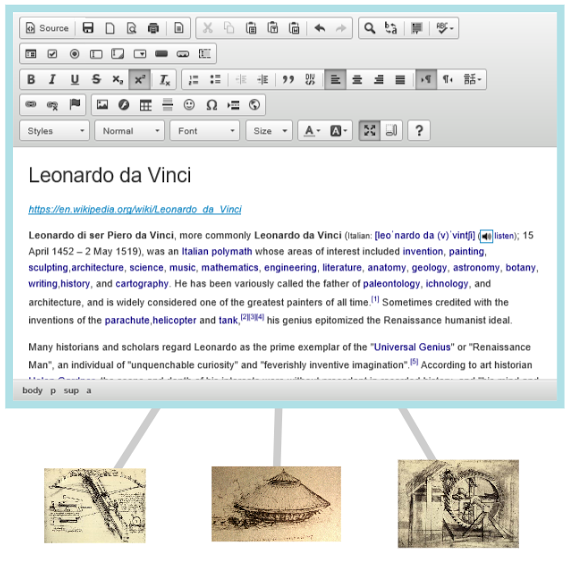 Source
B I U S x₂ x² Tx
Styles Normal Font Size A A ?
Leonardo da Vinci
https://en.wikipedia.org/wiki/Leonardo_da_Vinci
Leonardo di ser Piero da Vinci, more commonly Leonardo da Vinci (Italian: [leoˈnardo da (v)ˈvintʃi] (listen); 15
April 1452 – 2 May 1519), was an Italian polymath whose areas of interest included invention, painting,
sculpting,architecture, science, music, mathematics, engineering, literature, anatomy, geology, astronomy, botany,
writing,history, and cartography. He has been variously called the father of paleontology, ichnology, and
architecture, and is widely considered one of the greatest painters of all time.[1] Sometimes credited with the
inventions of the parachute,helicopter and tank,[2][3][4] his genius epitomized the Renaissance humanist ideal.
Many historians and scholars regard Leonardo as the prime exemplar of the "Universal Genius" or "Renaissance
Man", an individual of "unquenchable curiosity" and "feverishly inventive imagination".[5] According to art historian
body p sup a